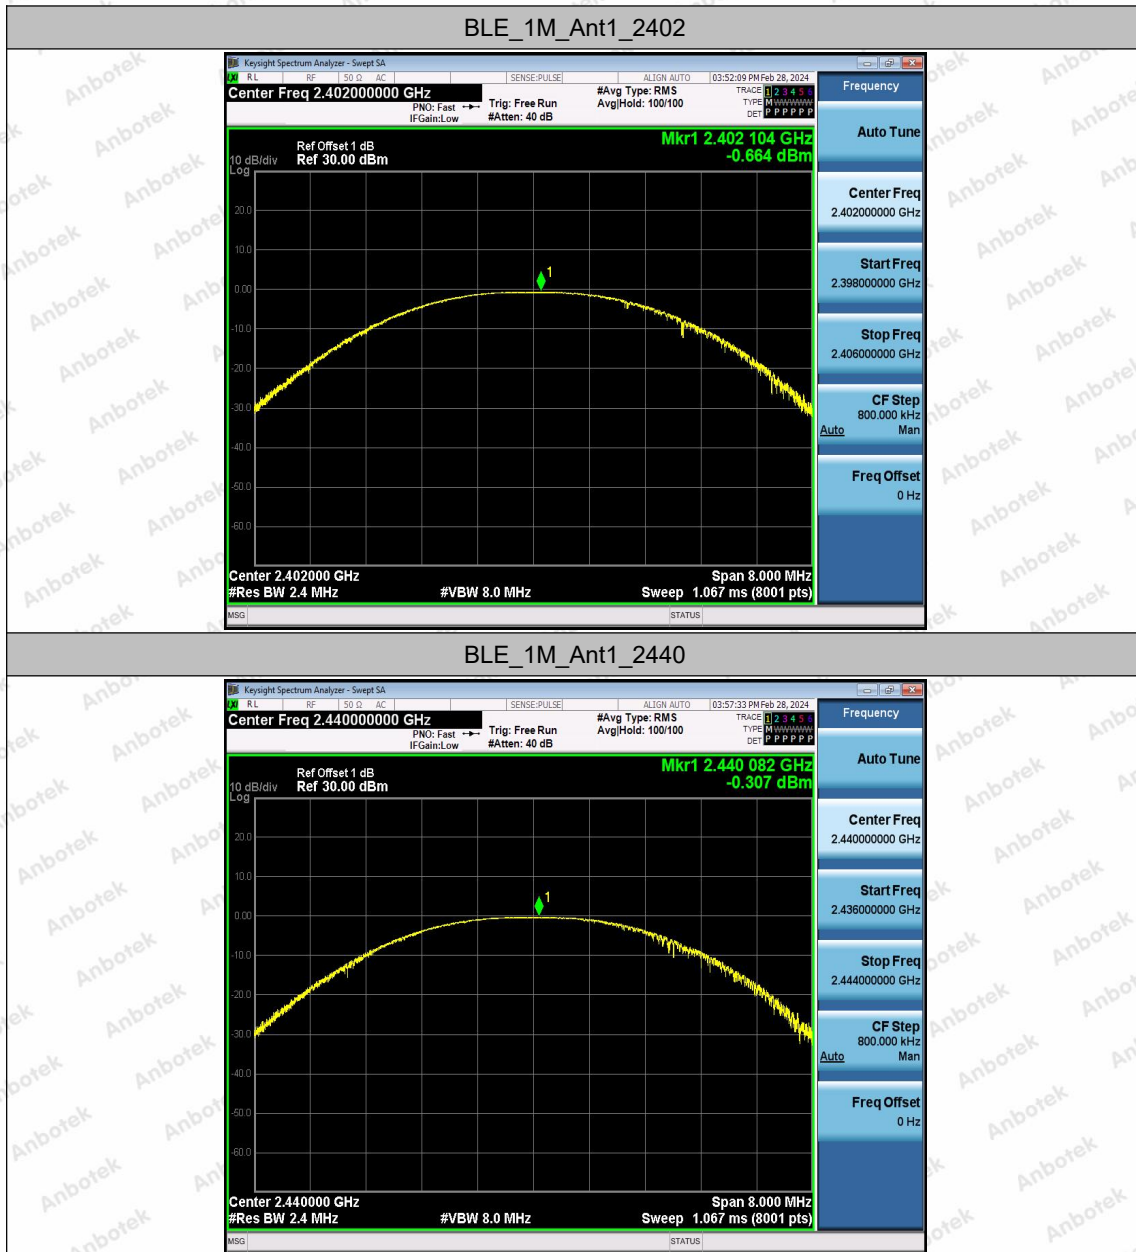 BLE_1M_Ant1_2402
Keysight Spectrum Analyzer - Swept SA
LXI RL RF 50 Ω AC SENSE:PULSE ALIGN AUTO 03:52:09 PM Feb 28, 2024
Center Freq 2.402000000 GHz
PNO: Fast
IFGain:Low
Trig: Free Run
#Atten: 40 dB
#Avg Type: RMS
Avg|Hold: 100/100
TRACE 1 2 3 4 5 6
TYPE M WWWWW
DET P P P P P P
Frequency
Auto Tune
Center Freq
2.402000000 GHz
Start Freq
2.398000000 GHz
Stop Freq
2.406000000 GHz
CF Step
800.000 kHz
Auto Man
Freq Offset
0 Hz
Mkr1 2.402 104 GHz
-0.664 dBm
Ref Offset 1 dB
10 dB/div Ref 30.00 dBm
Log
1
20.0
10.0
0.00
-10.0
-20.0
-30.0
-40.0
-50.0
-60.0
Center 2.402000 GHz Span 8.000 MHz
#Res BW 2.4 MHz #VBW 8.0 MHz Sweep 1.067 ms (8001 pts)
MSG STATUS
BLE_1M_Ant1_2440
Keysight Spectrum Analyzer - Swept SA
LXI RL RF 50 Ω AC SENSE:PULSE ALIGN AUTO 03:57:33 PM Feb 28, 2024
Center Freq 2.440000000 GHz
PNO: Fast
IFGain:Low
Trig: Free Run
#Atten: 40 dB
#Avg Type: RMS
Avg|Hold: 100/100
TRACE 1 2 3 4 5 6
TYPE M WWWWW
DET P P P P P P
Frequency
Auto Tune
Center Freq
2.440000000 GHz
Start Freq
2.436000000 GHz
Stop Freq
2.444000000 GHz
CF Step
800.000 kHz
Auto Man
Freq Offset
0 Hz
Mkr1 2.440 082 GHz
-0.307 dBm
Ref Offset 1 dB
10 dB/div Ref 30.00 dBm
Log
1
20.0
10.0
0.00
-10.0
-20.0
-30.0
-40.0
-50.0
-60.0
Center 2.440000 GHz Span 8.000 MHz
#Res BW 2.4 MHz #VBW 8.0 MHz Sweep 1.067 ms (8001 pts)
MSG STATUS
Anbotek